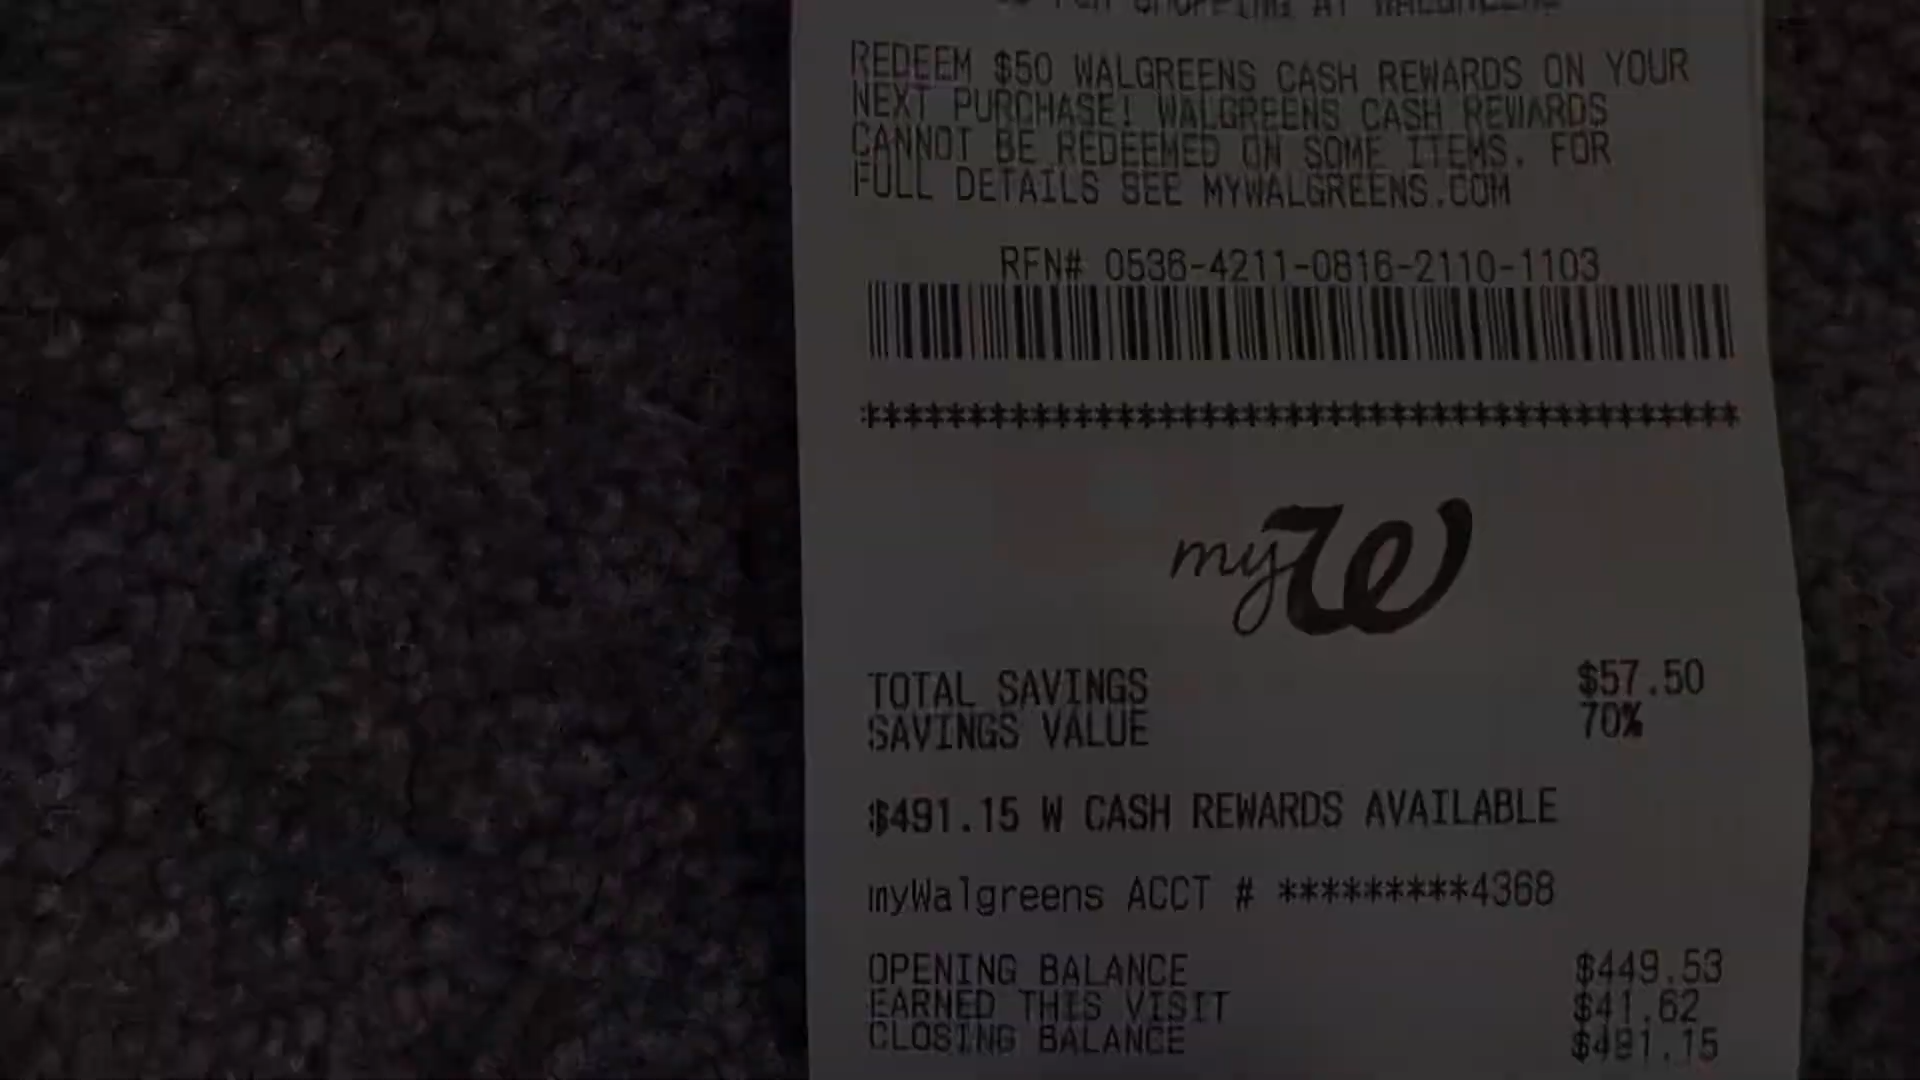 SHOPPING AT WALGREENS
REDEEM $50 WALGREENS CASH REWARDS ON YOUR
NEXT PURCHASE! WALGREENS CASH REWARDS
CANNOT BE REDEEMED ON SOME ITEMS. FOR
FULL DETAILS SEE MYWALGREENS.COM
RFN# 0536-4211-0816-2110-1103
*****************************************
myW
TOTAL SAVINGS $57.50
SAVINGS VALUE 70%
$491.15 W CASH REWARDS AVAILABLE
myWalgreens ACCT # *********4368
OPENING BALANCE $449.53
EARNED THIS VISIT $41.62
CLOSING BALANCE $491.15